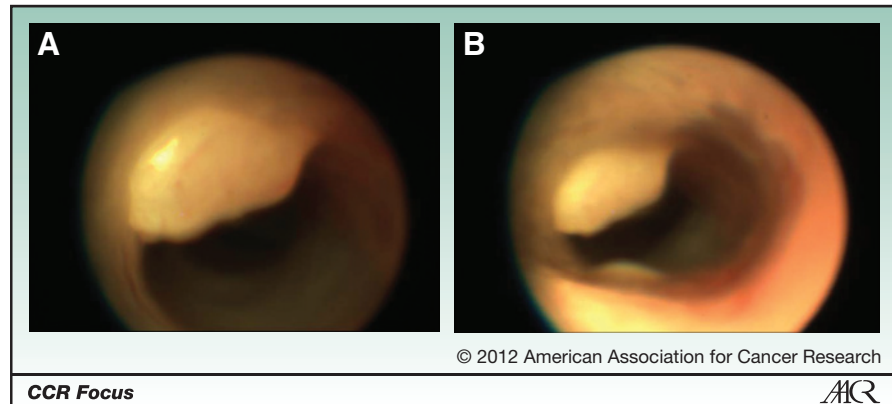 A
B
© 2012 American Association for Cancer Research
CCR Focus
AACR